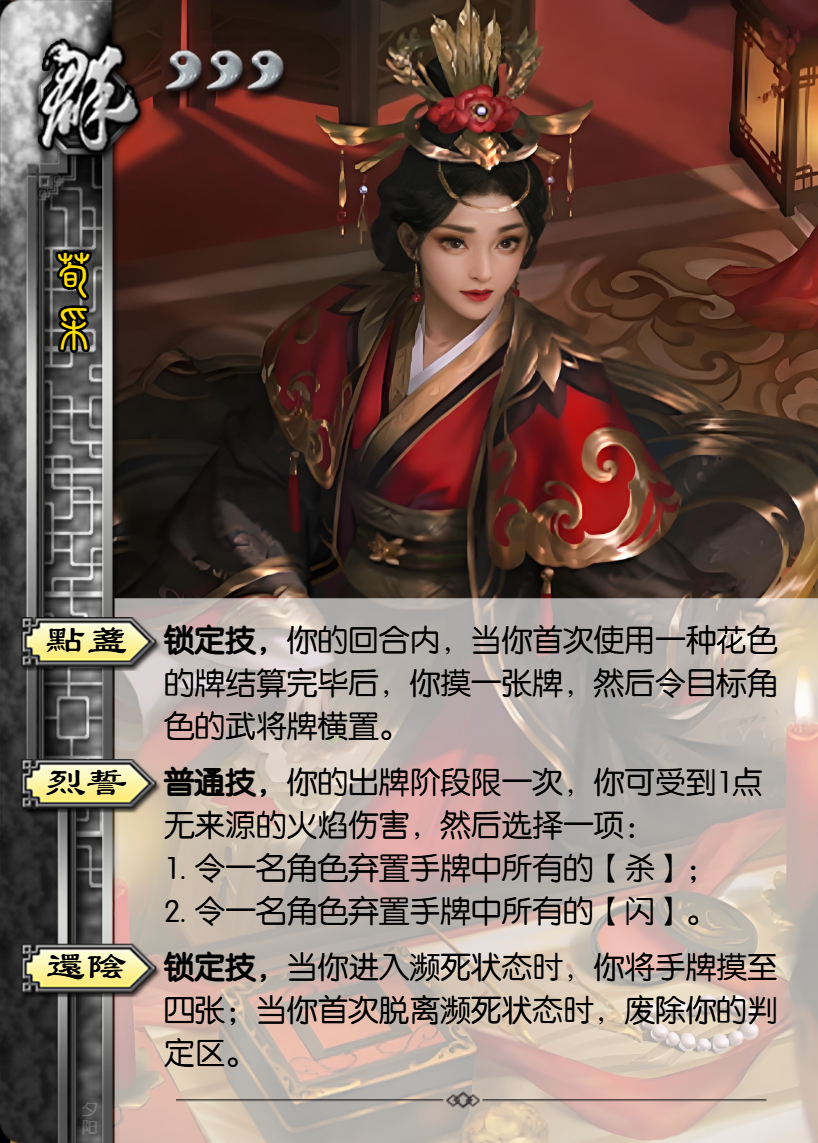 群
荀采
點盞
锁定技，你的回合内，当你首次使用一种花色
的牌结算完毕后，你摸一张牌，然后令目标角
色的武将牌横置。
烈誓
普通技，你的出牌阶段限一次，你可受到1点
无来源的火焰伤害，然后选择一项：
1. 令一名角色弃置手牌中所有的【杀】；
2. 令一名角色弃置手牌中所有的【闪】。
還陰
锁定技，当你进入濒死状态时，你将手牌摸至
四张；当你首次脱离濒死状态时，废除你的判
定区。
夕阳